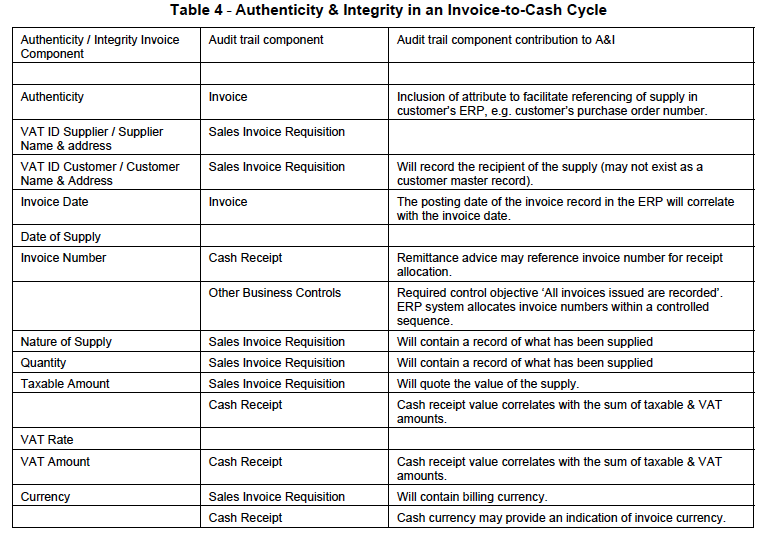 Table 4 - Authenticity & Integrity in an Invoice-to-Cash Cycle
Authenticity / Integrity Invoice Component
Audit trail component
Audit trail component contribution to A&I
Authenticity
Invoice
Inclusion of attribute to facilitate referencing of supply in
customer's ERP, e.g. customer's purchase order number.
VAT ID Supplier / Supplier
Name & address
Sales Invoice Requisition
VAT ID Customer / Customer
Name & Address
Sales Invoice Requisition
Will record the recipient of the supply (may not exist as a
customer master record).
Invoice Date
Invoice
The posting date of the invoice record in the ERP will correlate
with the invoice date.
Date of Supply
Invoice Number
Cash Receipt
Remittance advice may reference invoice number for receipt
allocation.
Other Business Controls
Required control objective ‘All invoices issued are recorded’.
ERP system allocates invoice numbers within a controlled
sequence.
Nature of Supply
Sales Invoice Requisition
Will contain a record of what has been supplied
Quantity
Sales Invoice Requisition
Will contain a record of what has been supplied
Taxable Amount
Sales Invoice Requisition
Will quote the value of the supply.
Cash Receipt
Cash receipt value correlates with the sum of taxable & VAT
amounts.
VAT Rate
VAT Amount
Cash Receipt
Cash receipt value correlates with the sum of taxable & VAT
amounts.
Currency
Sales Invoice Requisition
Will contain billing currency.
Cash Receipt
Cash currency may provide an indication of invoice currency.